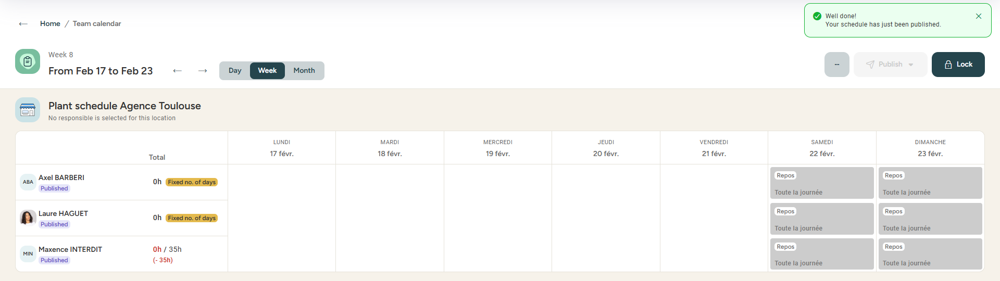 Home / Team calendar
Well done!
Your schedule has just been published.
Week 8
From Feb 17 to Feb 23
Day Week Month
... Publish Lock
Plant schedule Agence Toulouse
No responsible is selected for this location
Total
LUNDI
17 févr.
MARDI
18 févr.
MERCREDI
19 févr.
JEUDI
20 févr.
VENDREDI
21 févr.
SAMEDI
22 févr.
DIMANCHE
23 févr.
ABA
Axel BARBERI
Published
0h Fixed no. of days
Repos
Toute la journée
Repos
Toute la journée
Laure HAGUET
Published
0h Fixed no. of days
Repos
Toute la journée
Repos
Toute la journée
MIN
Maxence INTERDIT
Published
0h / 35h
(- 35h)
Repos
Toute la journée
Repos
Toute la journée